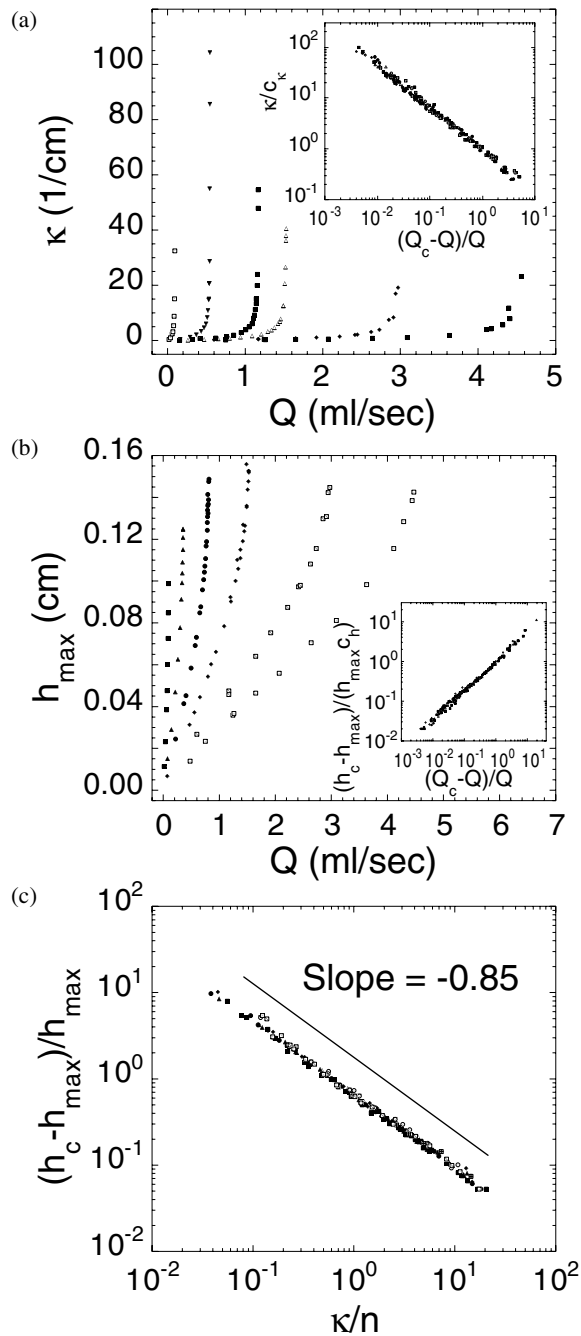 (a)
κ (1/cm)
100
80
60
40
20
0
0 1 2 3 4 5
Q (ml/sec)
κ/c_κ
10^2
10^1
10^0
10^-1
10^-3 10^-2 10^-1 10^0 10^1
(Q_c-Q)/Q
(b)
h_max (cm)
0.16
0.12
0.08
0.04
0.00
0 1 2 3 4 5 6 7
Q (ml/sec)
(h_c-h_max)/(h_max c_h)
10^1
10^0
10^-1
10^-2
10^-3 10^-2 10^-1 10^0 10^1
(Q_c-Q)/Q
(c)
(h_c-h_max)/h_max
10^2
10^1
10^0
10^-1
10^-2
Slope = -0.85
10^-2 10^-1 10^0 10^1 10^2
κ/n